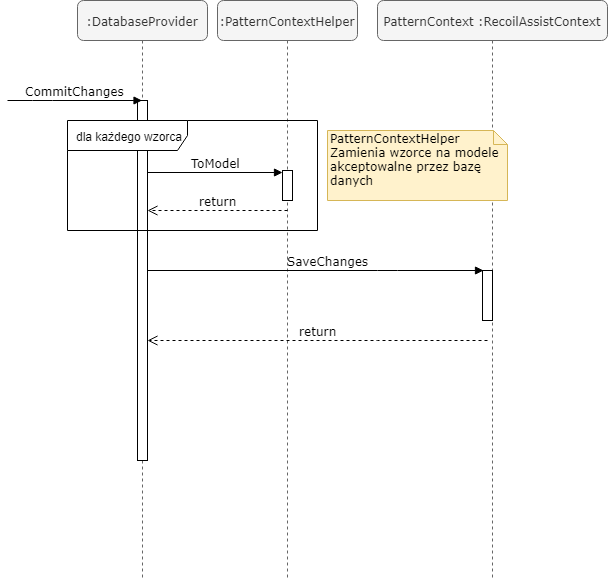 :DatabaseProvider
:PatternContextHelper
PatternContext :RecoilAssistContext
CommitChanges
dla każdego wzorca
PatternContextHelper
Zamienia wzorce na modele
akceptowalne przez bazę
danych
ToModel
return
SaveChanges
return